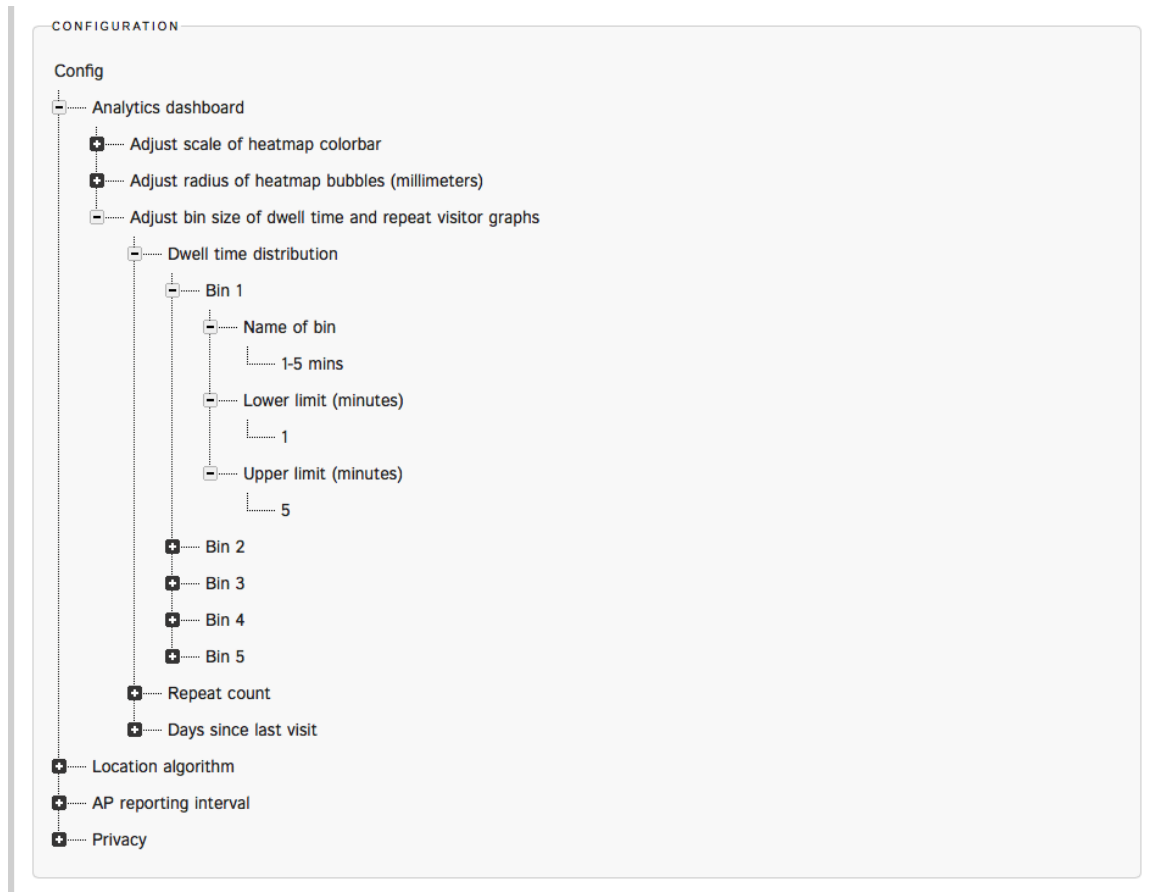 CONFIGURATION
Config
Analytics dashboard
Adjust scale of heatmap colorbar
Adjust radius of heatmap bubbles (millimeters)
Adjust bin size of dwell time and repeat visitor graphs
Dwell time distribution
Bin 1
Name of bin
1-5 mins
Lower limit (minutes)
1
Upper limit (minutes)
5
Bin 2
Bin 3
Bin 4
Bin 5
Repeat count
Days since last visit
Location algorithm
AP reporting interval
Privacy